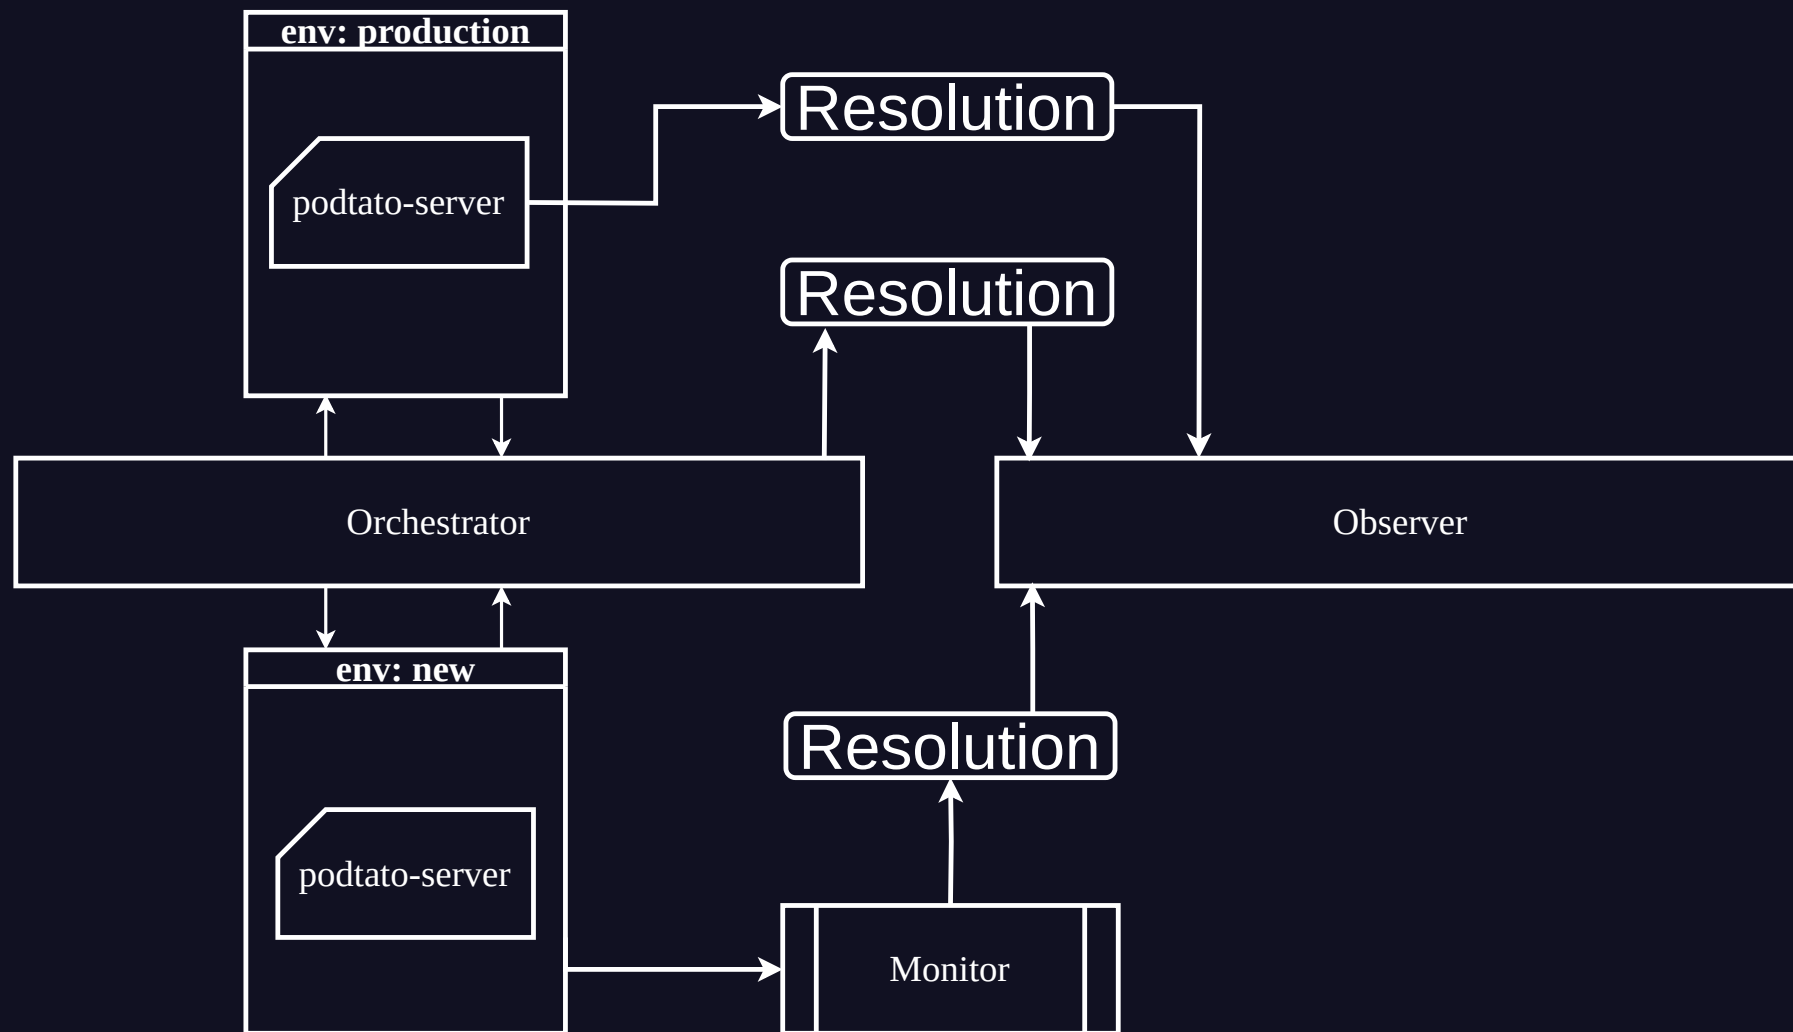 env: production
Resolution
podtato-server
Resolution
Orchestrator
Observer
env: new
Resolution
podtato-server
Monitor